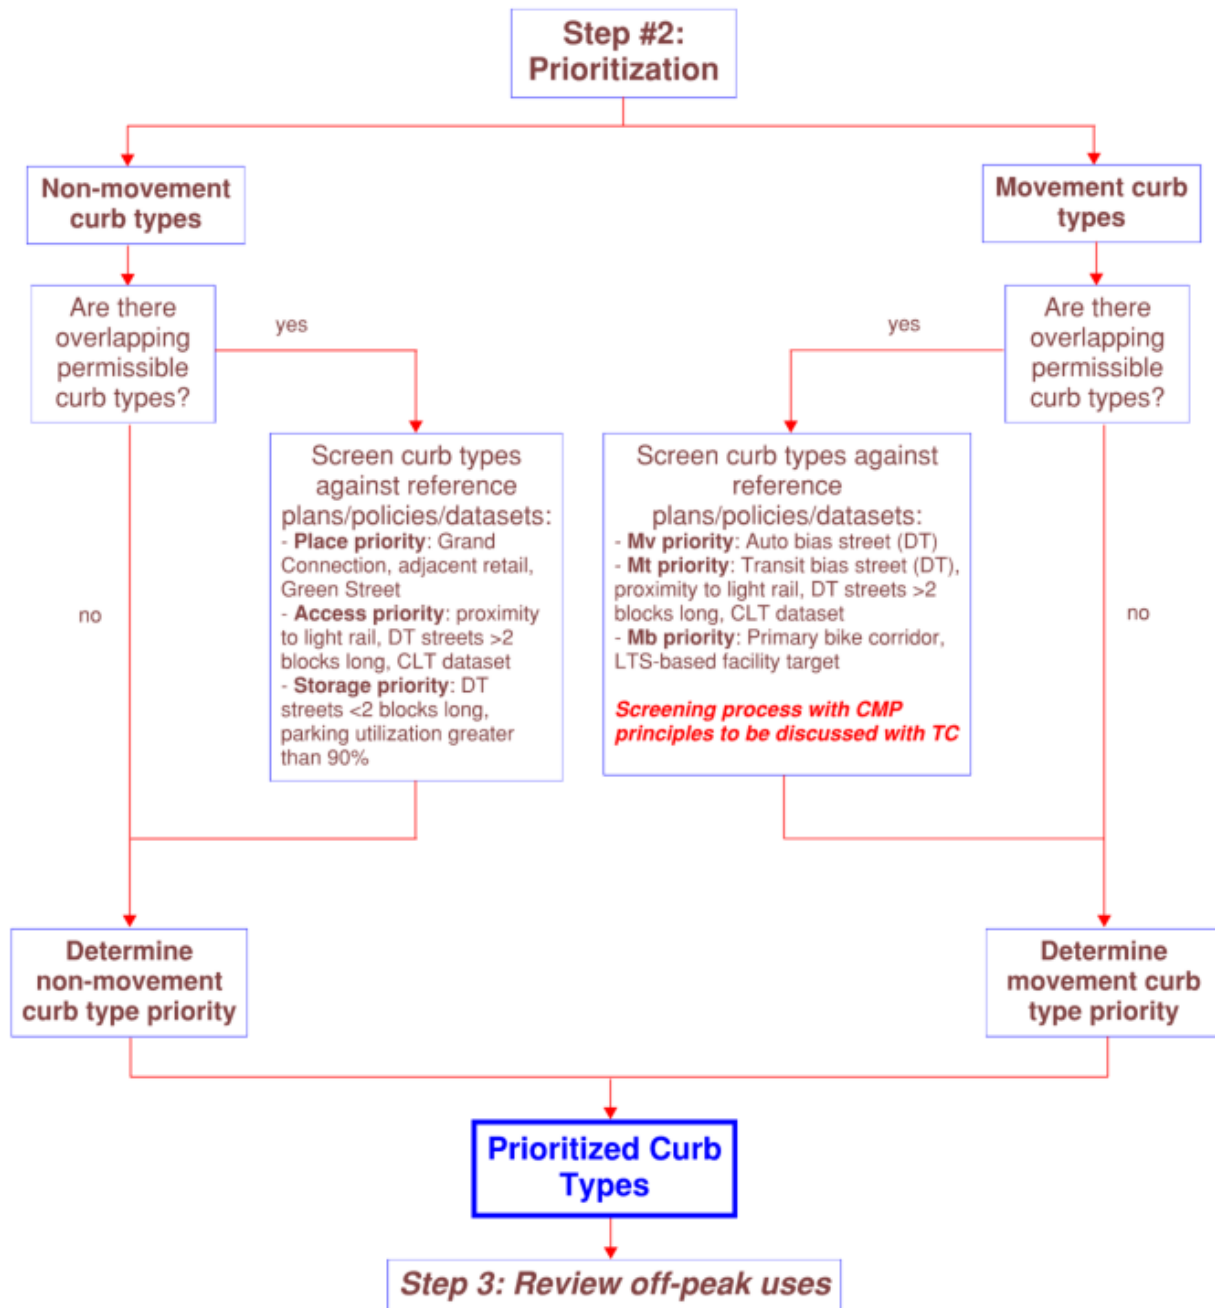 Step #2:
Prioritization
Non-movement
curb types
Movement curb
types
Are there
overlapping
permissible
curb types?
yes
yes
Are there
overlapping
permissible
curb types?
Screen curb types
against reference
plans/policies/datasets:
- Place priority: Grand
Connection, adjacent retail,
Green Street
- Access priority: proximity
to light rail, DT streets >2
blocks long, CLT dataset
- Storage priority: DT
streets <2 blocks long,
parking utilization greater
than 90%
Screen curb types against
reference
plans/policies/datasets:
- Mv priority: Auto bias street (DT)
- Mt priority: Transit bias street (DT),
proximity to light rail, DT streets >2
blocks long, CLT dataset
- Mb priority: Primary bike corridor,
LTS-based facility target
Screening process with CMP
principles to be discussed with TC
no
no
Determine
non-movement
curb type priority
Determine
movement curb
type priority
Prioritized Curb
Types
Step 3: Review off-peak uses